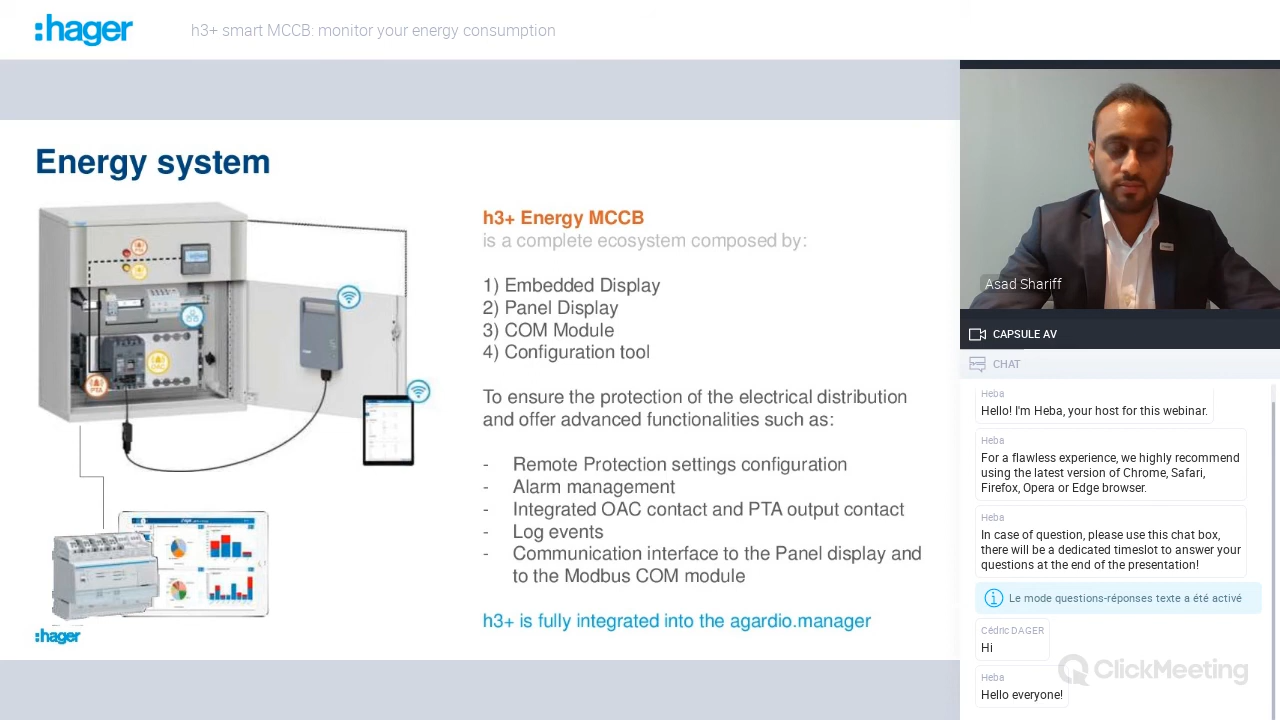 :hager
h3+ smart MCCB: monitor your energy consumption
Energy system
PTA
OAC
h3+ Energy MCCB
is a complete ecosystem composed by:
1) Embedded Display
2) Panel Display
3) COM Module
4) Configuration tool
To ensure the protection of the electrical distribution
and offer advanced functionalities such as:
- Remote Protection settings configuration
- Alarm management
- Integrated OAC contact and PTA output contact
- Log events
- Communication interface to the Panel display and
to the Modbus COM module
h3+ is fully integrated into the agardio.manager
:hager
Asad Shariff
CAPSULE AV
CHAT
Heba
Hello! I'm Heba, your host for this webinar.
Heba
For a flawless experience, we highly recommend
using the latest version of Chrome, Safari,
Firefox, Opera or Edge browser.
Heba
In case of question, please use this chat box,
there will be a dedicated timeslot to answer your
questions at the end of the presentation!
Le mode questions-réponses texte a été activé
Cédric DAGER
Hi
Heba
Hello everyone!
ClickMeeting